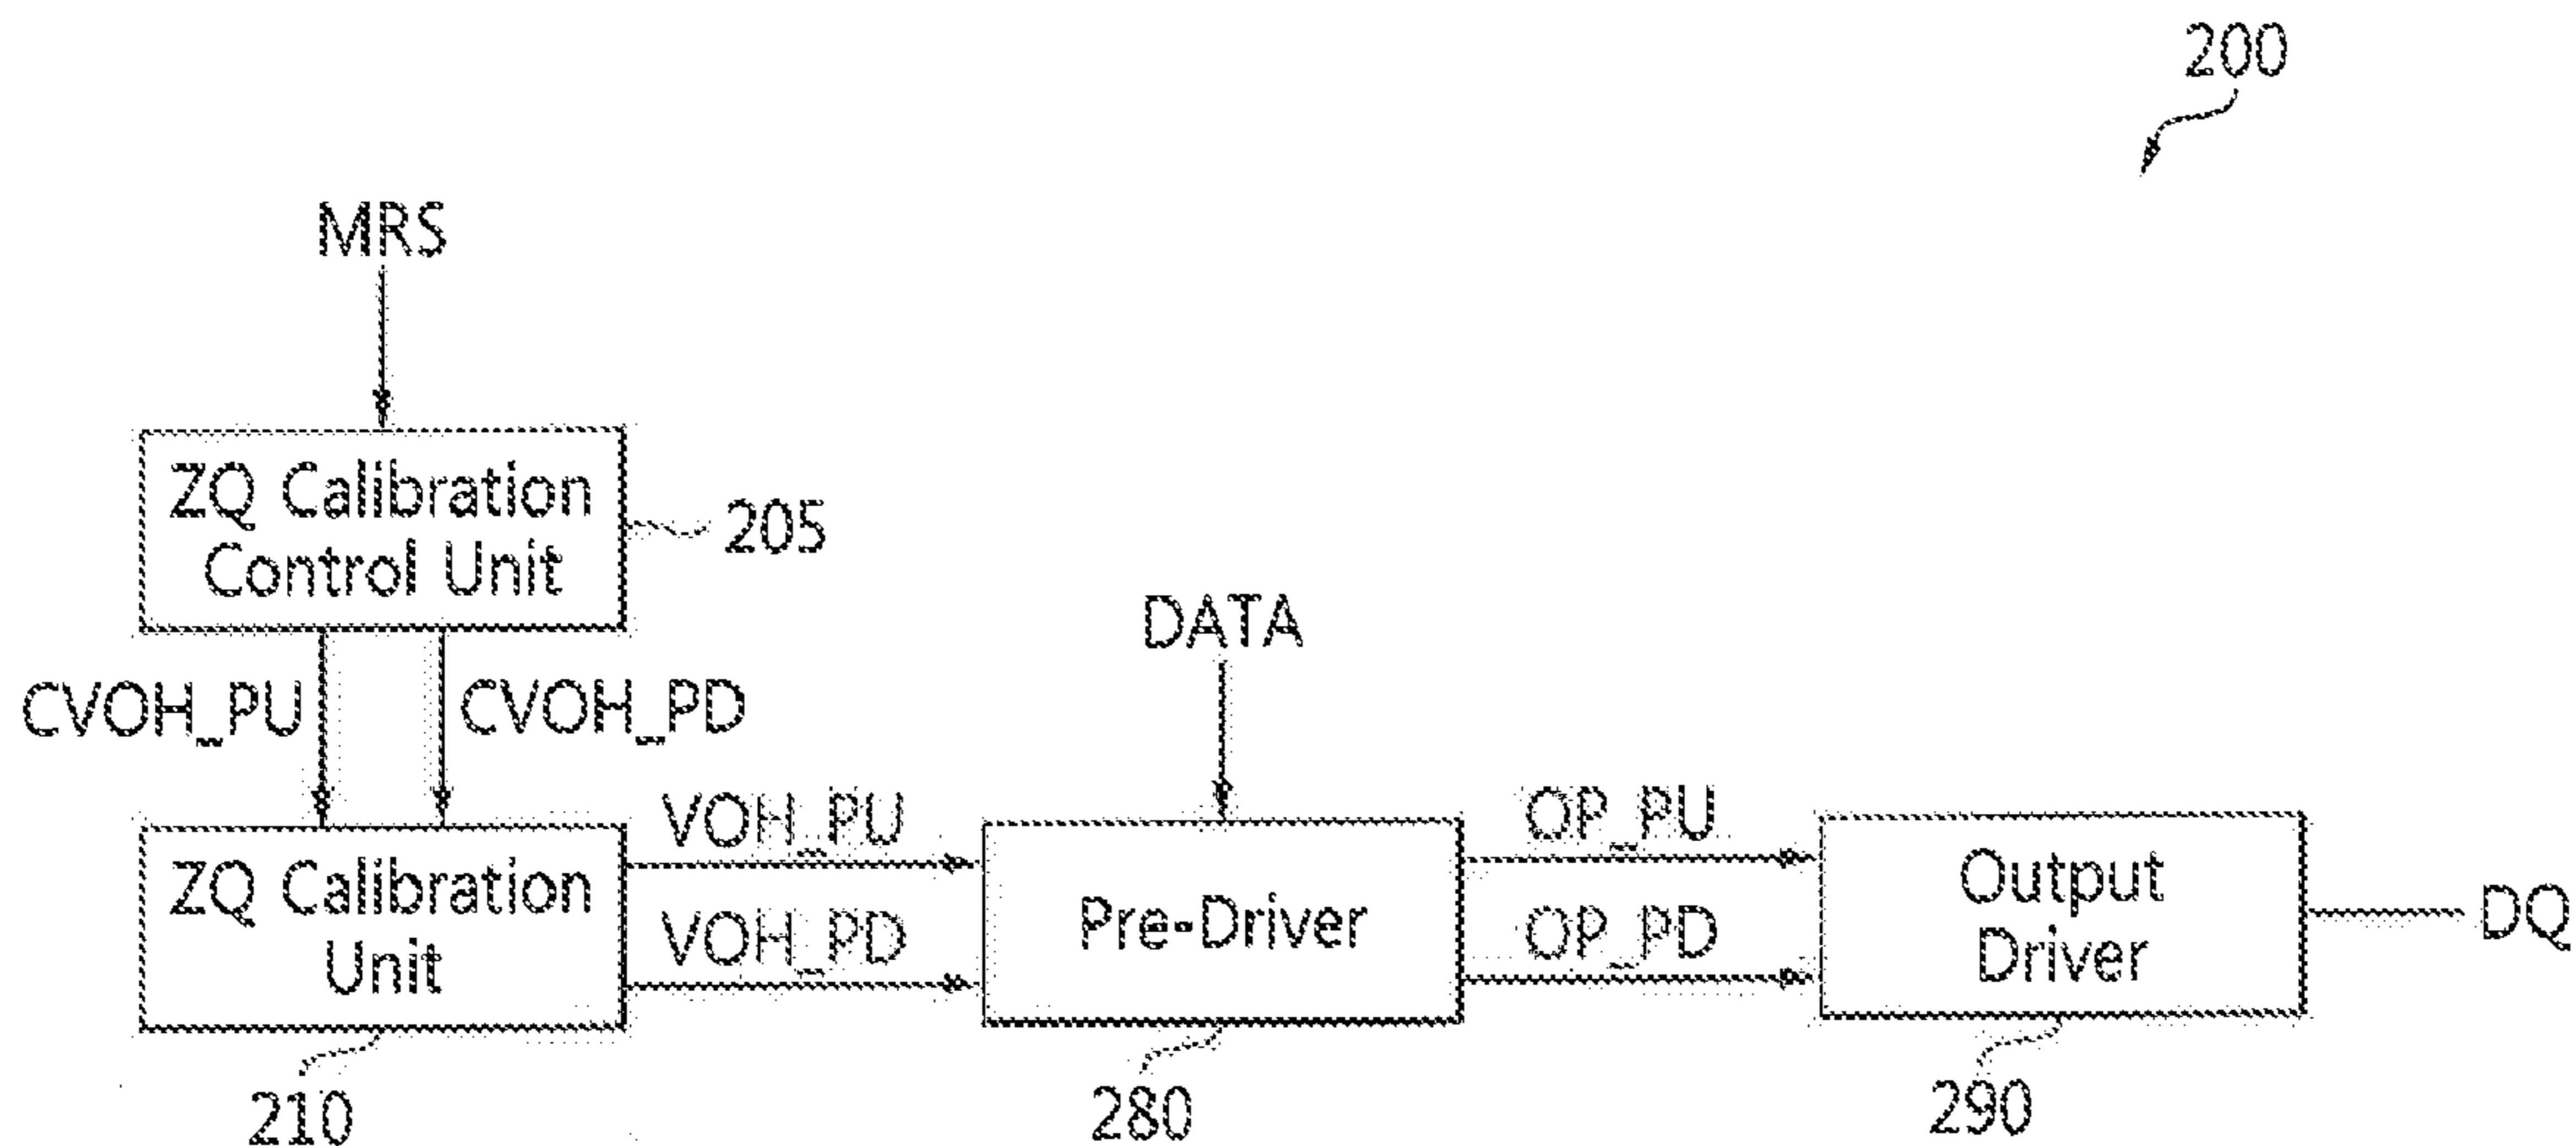 200
MRS
ZQ Calibration
Control Unit
205
CVOH_PU
CVOH_PD
DATA
ZQ Calibration
Unit
210
VOH_PU
VOH_PD
Pre-Driver
280
OP_PU
OP_PD
Output
Driver
290
DQ